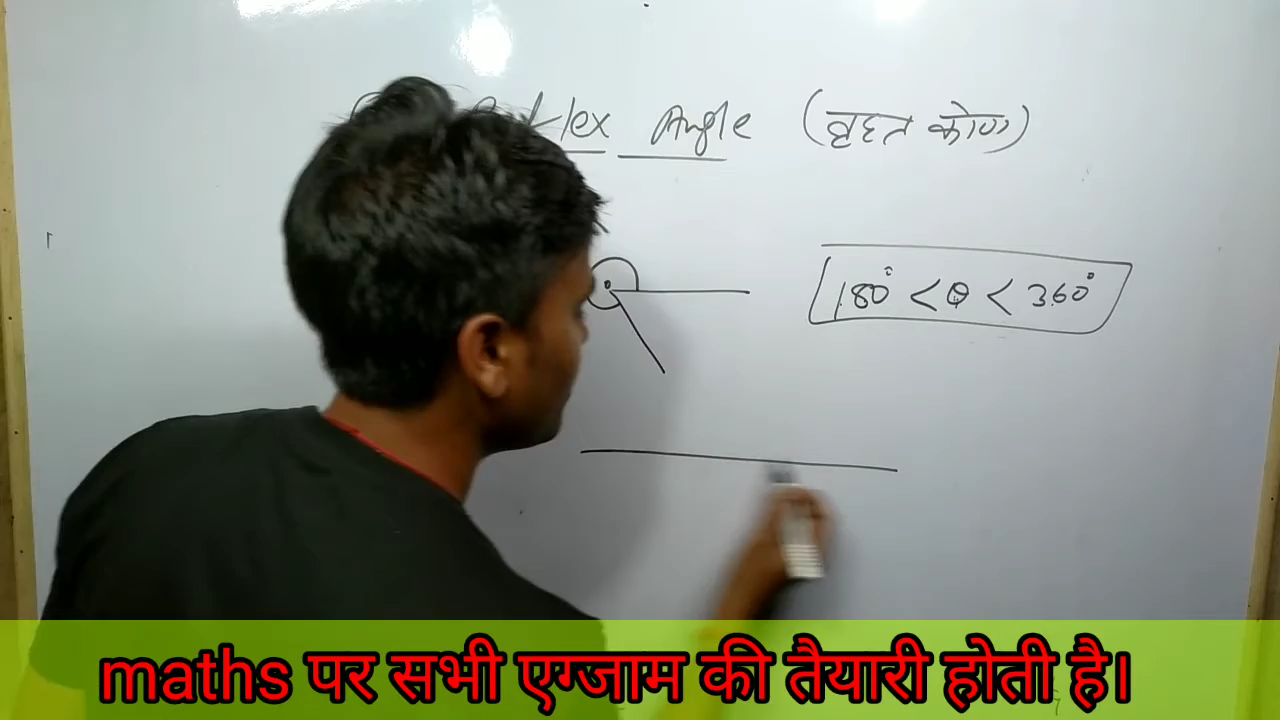 Reflex Angle (बृहत कोण)
180° < θ < 360°
maths पर सभी एग्जाम की तैयारी होती है।